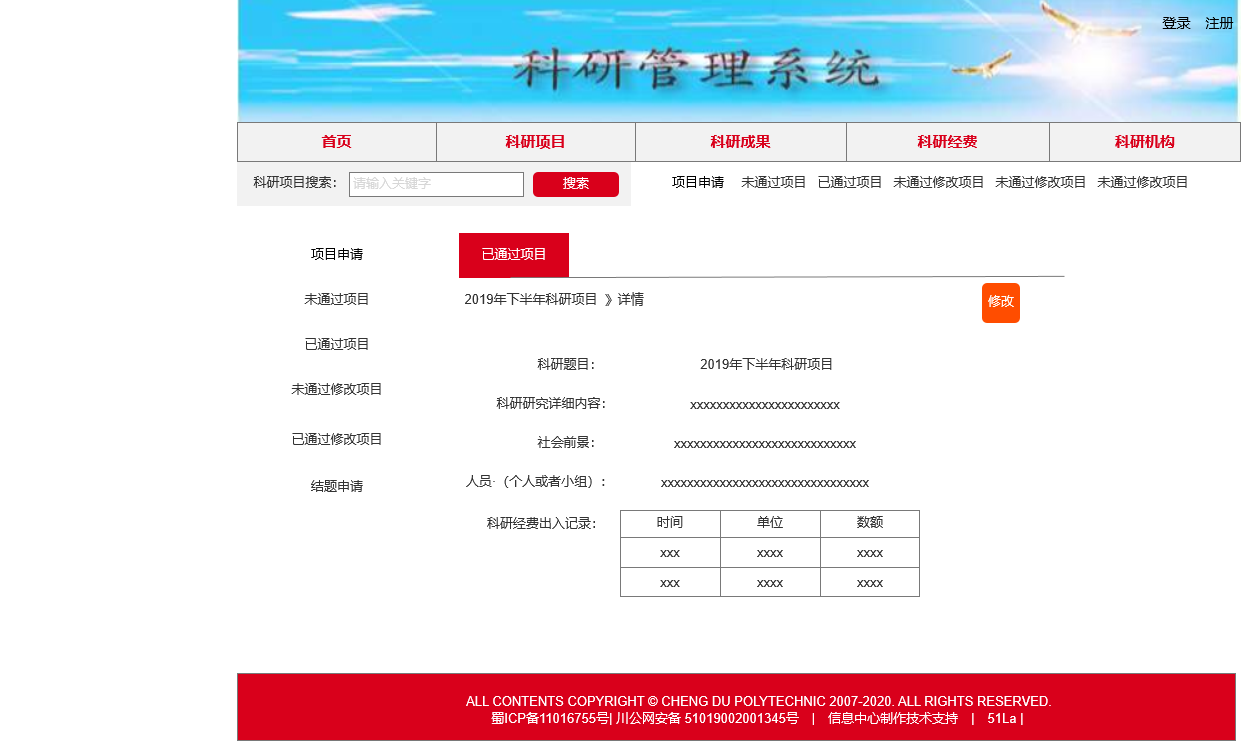 登录 注册
科研管理系统
首页 科研项目 科研成果 科研经费 科研机构
科研项目搜索： 请输入关键字 搜索 项目申请 未通过项目 已通过项目 未通过修改项目 未通过修改项目 未通过修改项目
项目申请 已通过项目
未通过项目 2019年下半年科研项目 》详情 修改
已通过项目
科研题目： 2019年下半年科研项目
未通过修改项目
科研研究详细内容： xxxxxxxxxxxxxxxxxxxxxxx
已通过修改项目 社会前景： xxxxxxxxxxxxxxxxxxxxxxxxxxxx
结题申请 人员·（个人或者小组）： xxxxxxxxxxxxxxxxxxxxxxxxxxxxxxxx
科研经费出入记录： 时间 单位 数额
xxx xxxx xxxx
xxx xxxx xxxx
ALL CONTENTS COPYRIGHT © CHENG DU POLYTECHNIC 2007-2020. ALL RIGHTS RESERVED.
蜀ICP备11016755号| 川公网安备 51019002001345号 | 信息中心制作技术支持 | 51La |